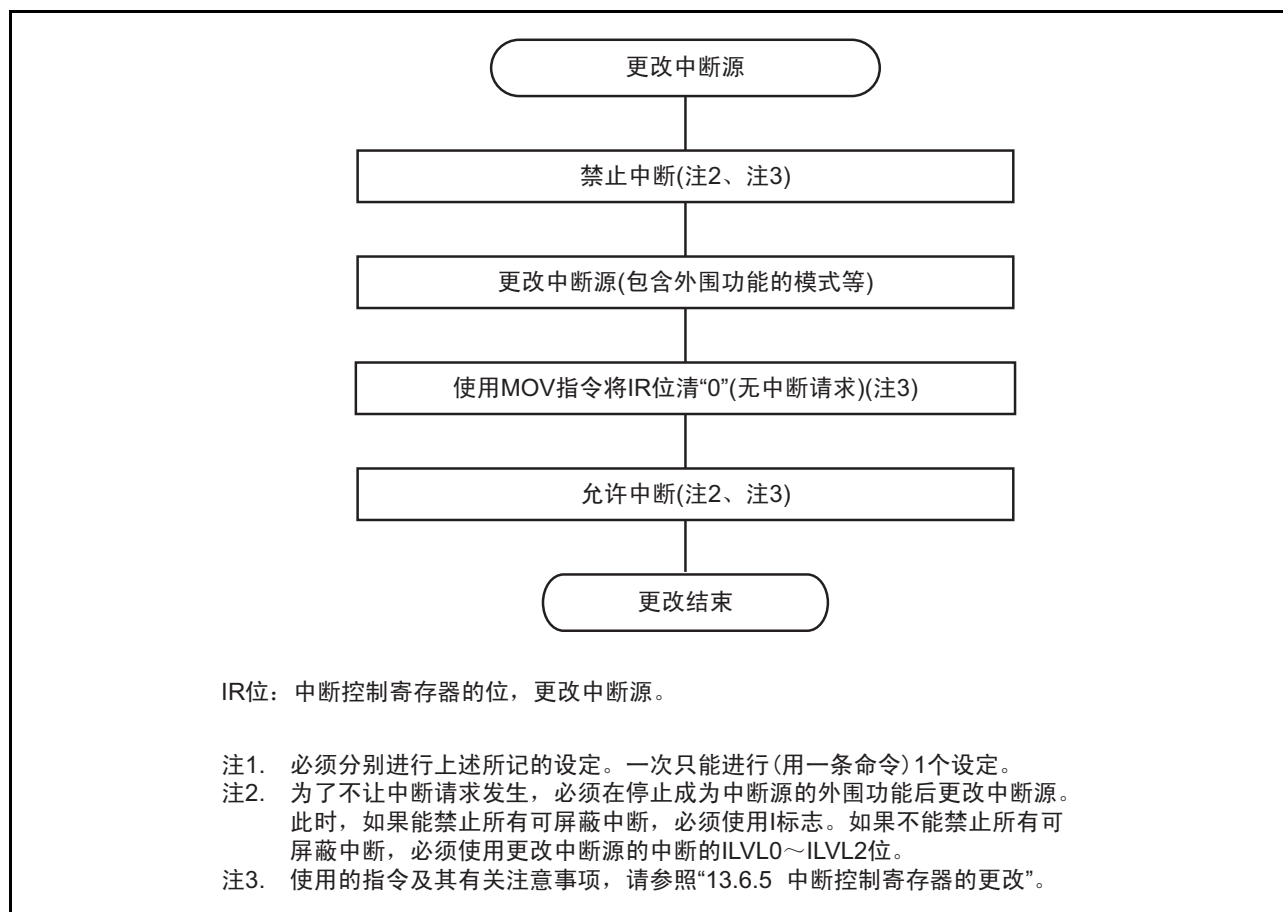 更改中断源
禁止中断(注2、注3)
更改中断源(包含外围功能的模式等)
使用MOV指令将IR位清“0”(无中断请求)(注3)
允许中断(注2、注3)
更改结束
IR位：中断控制寄存器的位，更改中断源。
注1. 必须分别进行上述所记的设定。一次只能进行(用一条命令)1个设定。
注2. 为了不让中断请求发生，必须在停止成为中断源的外围功能后更改中断源。
此时，如果能禁止所有可屏蔽中断，必须使用I标志。如果不能禁止所有可
屏蔽中断，必须使用更改中断源的中断的ILVL0～ILVL2位。
注3. 使用的指令及其有关注意事项，请参照“13.6.5 中断控制寄存器的更改”。